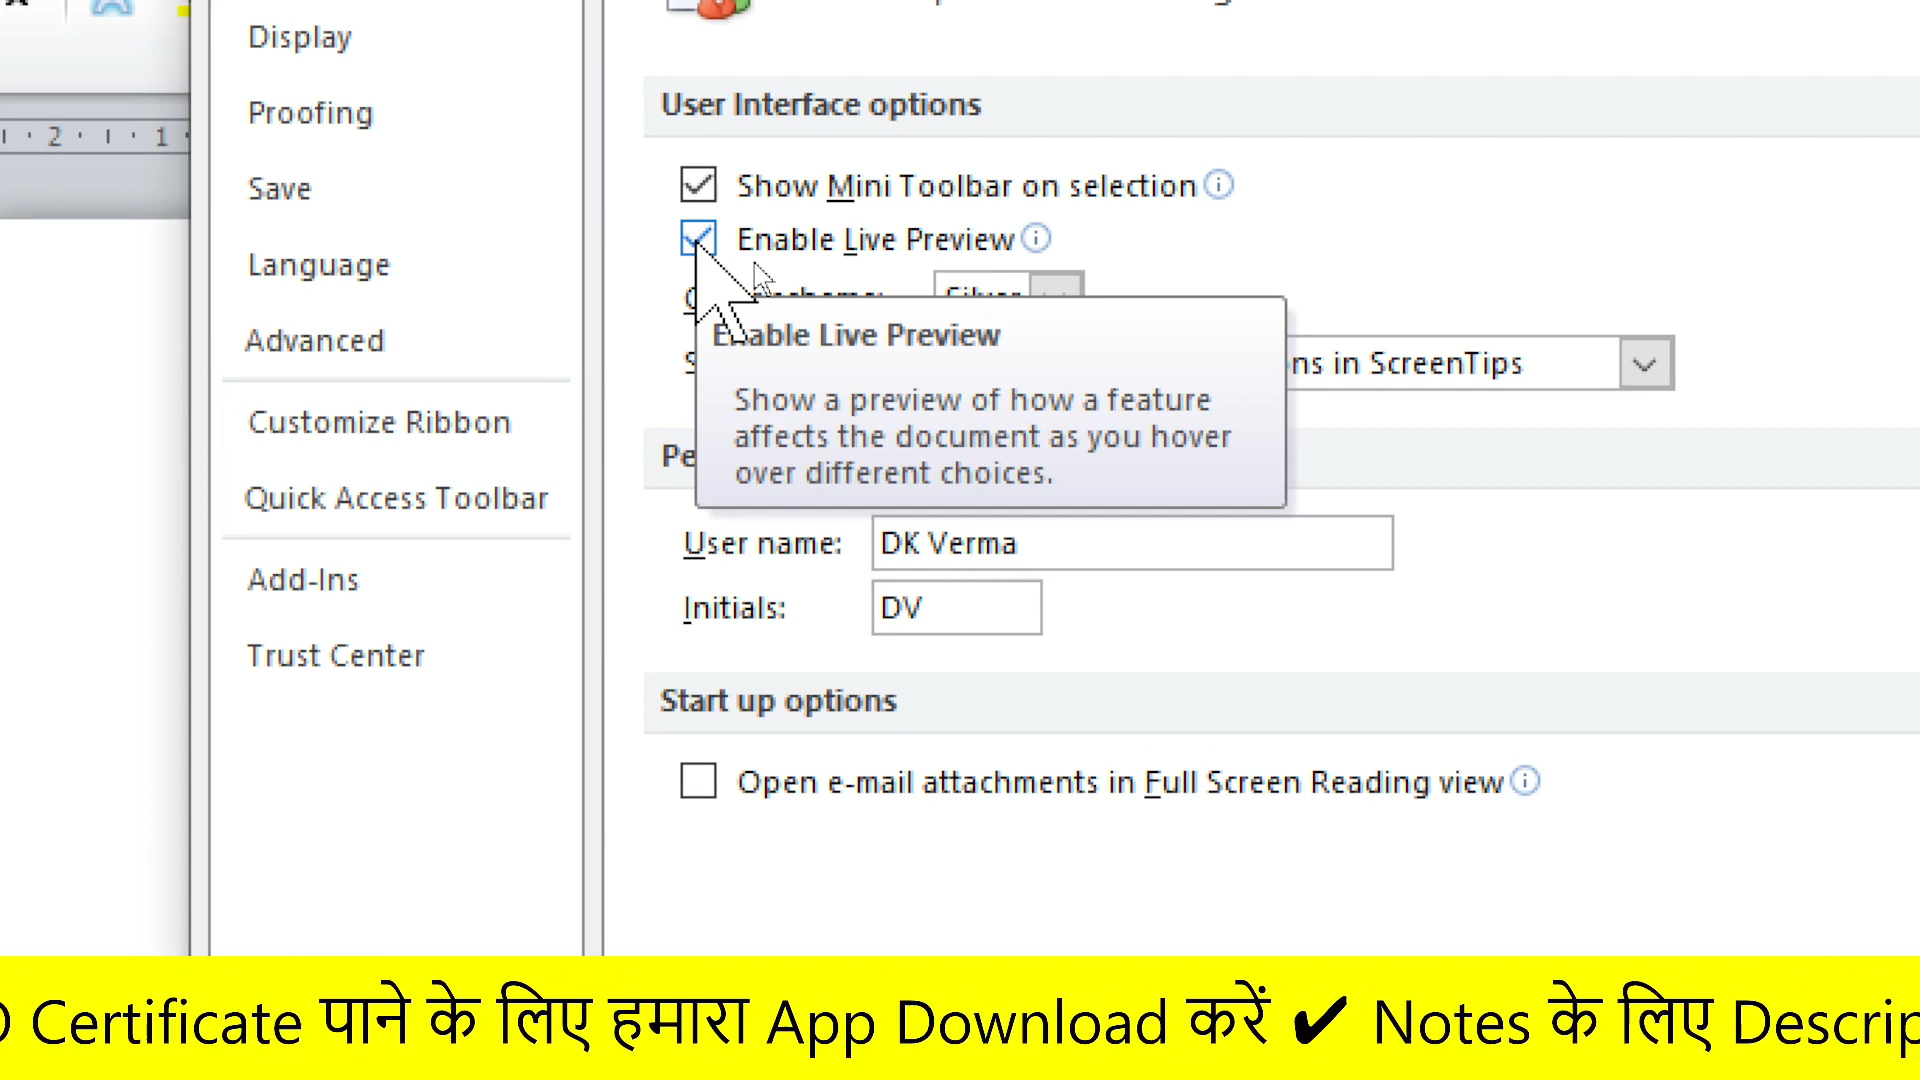 Display
Proofing
Save
Language
Advanced
Customize Ribbon
Quick Access Toolbar
Add-Ins
Trust Center
2 1
User Interface options
Show Mini Toolbar on selection
Enable Live Preview
Enable Live Preview
Show a preview of how a feature
affects the document as you hover
over different choices.
ns in ScreenTips
User name: DK Verma
Initials: DV
Start up options
Open e-mail attachments in Full Screen Reading view
Certificate पाने के लिए हमारा App Download करें ✔ Notes के लिए Descrip